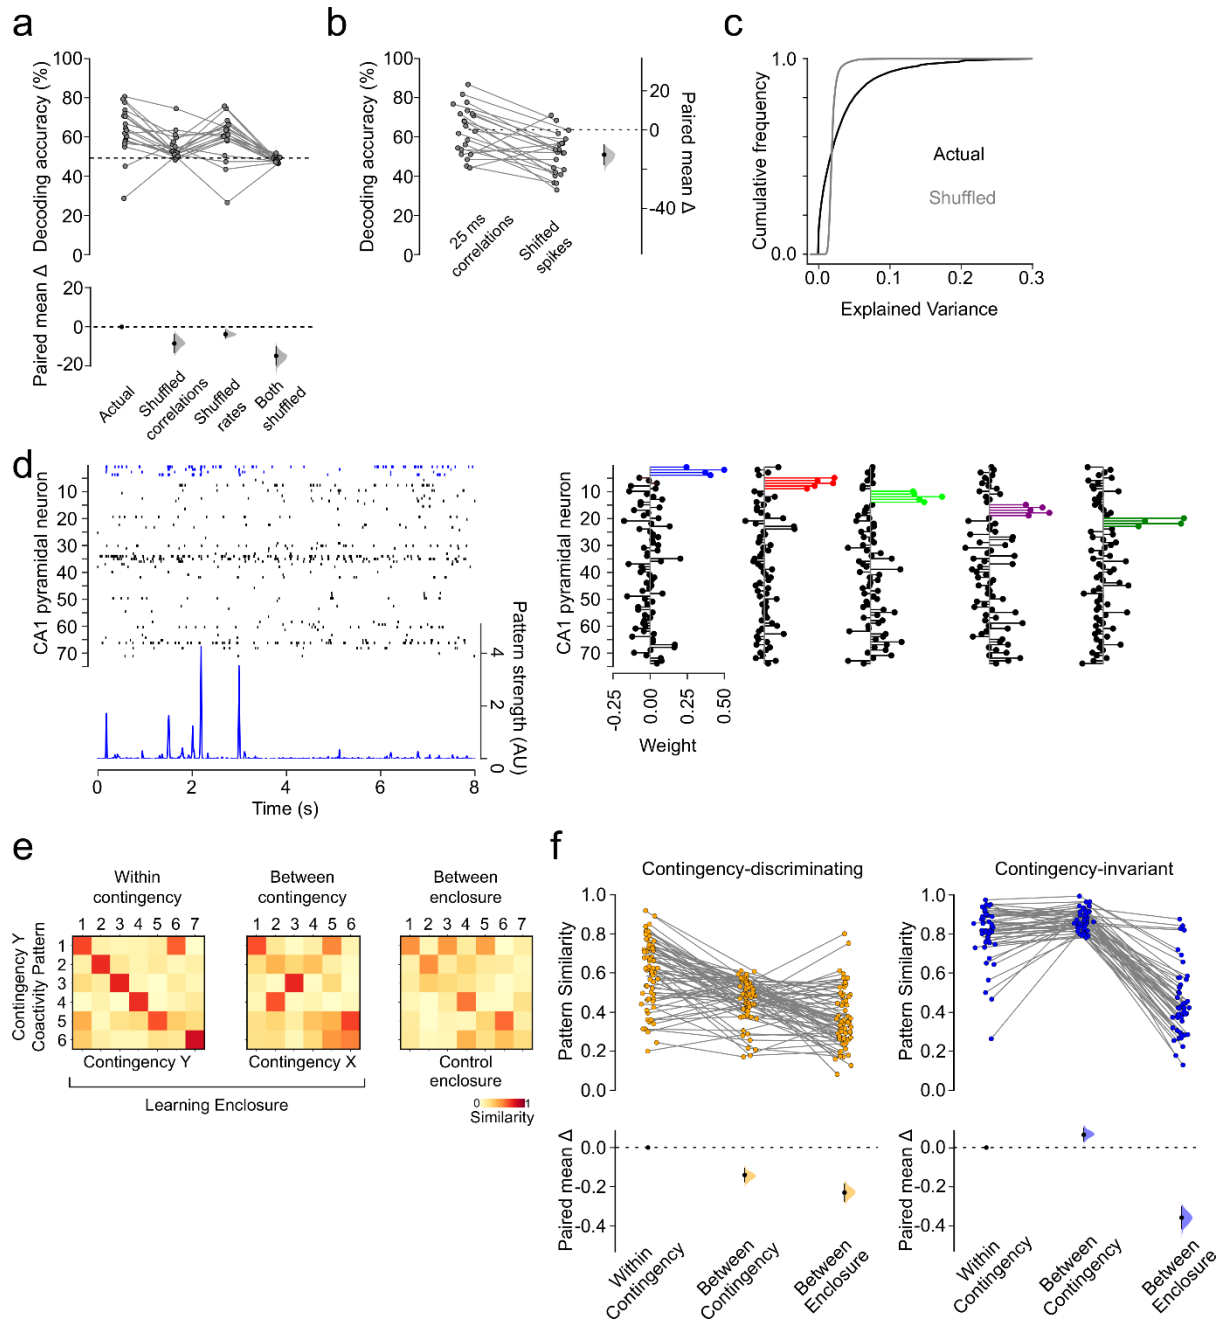 a
Decoding accuracy (%)
100
80
60
40
20
0
Paired mean Δ
20
0
-20
Actual
Shuffled
correlations
Shuffled
rates
Both
shuffled
b
Decoding accuracy (%)
100
80
60
40
20
0
25 ms
correlations
Shifted
spikes
20
0
-40
Paired mean Δ
c
Cumulative frequency
1.0
0.0
Actual
Shuffled
0.0
0.1
0.2
0.3
Explained Variance
d
CA1 pyramidal neuron
10
20
30
40
50
60
70
Pattern strength (AU)
4
2
0
0
2
4
6
8
Time (s)
CA1 pyramidal neuron
10
20
30
40
50
60
70
-0.25
0.00
0.25
0.50
Weight
e
Within
contingency
1 2 3 4 5 6 7
Between
contingency
1 2 3 4 5 6
Between
enclosure
1 2 3 4 5 6 7
Contingency Y
Coactivity Pattern
1
2
3
4
5
6
Contingency Y
Contingency X
Control
enclosure
Learning Enclosure
0
1
Similarity
f
Contingency-discriminating
Pattern Similarity
1.0
0.8
0.6
0.4
0.2
0.0
Paired mean Δ
0.0
-0.2
-0.4
Within
Contingency
Between
Contingency
Between
Enclosure
Contingency-invariant
Pattern Similarity
1.0
0.8
0.6
0.4
0.2
0.0
Paired mean Δ
0.0
-0.2
-0.4
Within
Contingency
Between
Contingency
Between
Enclosure